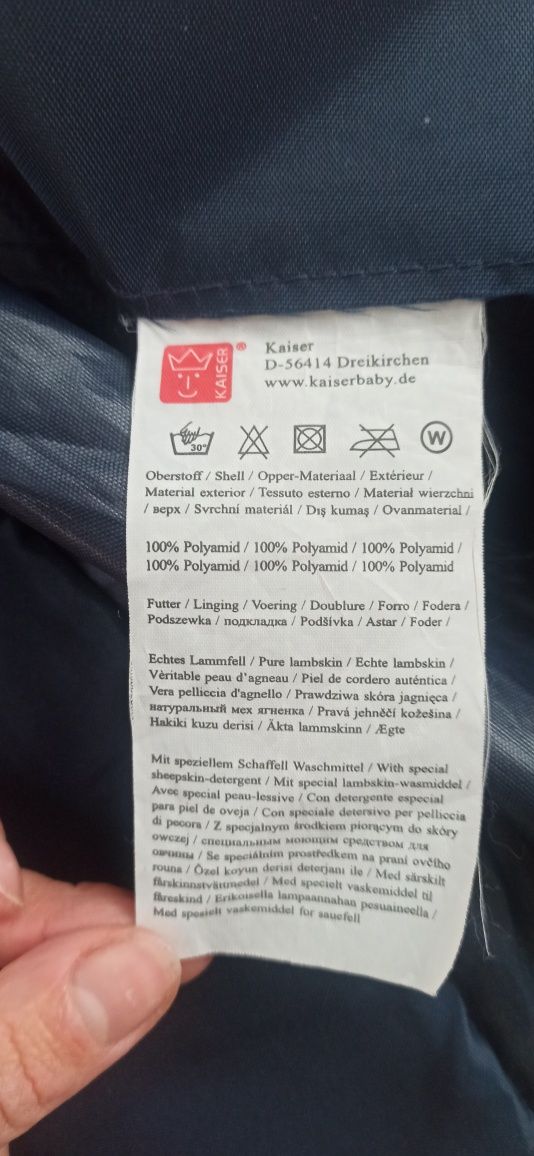 KAISER ®
Kaiser
D-56414 Dreikirchen
www.kaiserbaby.de
30° W
Oberstoff / Shell / Opper-Materiaal / Extérieur /
Material exterior / Tessuto esterno / Materiał wierzchni
/ верх / Svrchní materiál / Dış kumaş / Ovanmaterial /
100% Polyamid / 100% Polyamid / 100% Polyamid /
100% Polyamid / 100% Polyamid / 100% Polyamid
Futter / Linging / Voering / Doublure / Forro / Fodera /
Podszewka / подкладка / Podšívka / Astar / Foder /
Echtes Lammfell / Pure lambskin / Echte lambskin /
Vèritable peau d'agneau / Piel de cordero auténtica /
Vera pelliccia d'agnello / Prawdziwa skóra jagnięca /
натуральный мех ягненка / Pravá jehněčí kožešina /
Hakiki kuzu derisi / Äkta lammskinn / Ægte
Mit speziellem Schaffell Waschmittel / With special
sheepskin-detergent / Mit special lambskin-wasmiddel /
Avec special peau-lessive / Con detergente especial
para piel de oveja / Con speciale detersivo per pelliccia
di pecora / Z specjalnym środkiem piorącym do skóry
owczej / специальным моющим средством для
овчины / Se speciálním prostředkem na praní ovčího
rouna / Özel koyun derisi deterjanı ile / Med särskilt
fårskinnstvättmedel / Med specielt vaskemiddel til
fåreskind / Erikoisella lampaannahan pesuaineella /
Med spesielt vaskemiddel for sauefell